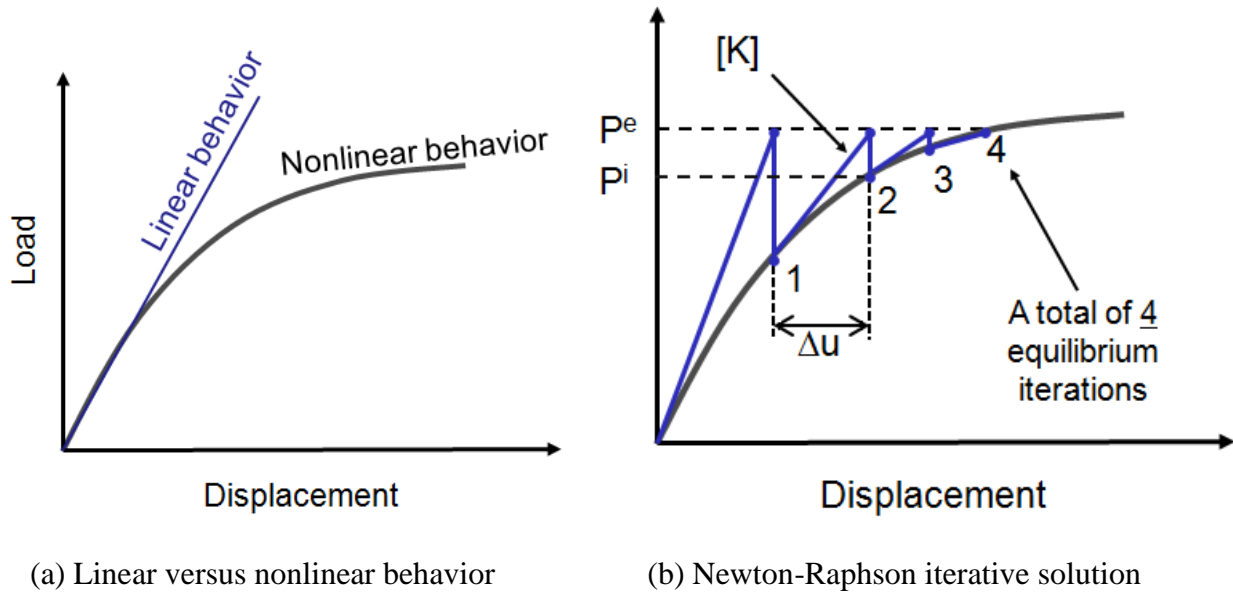 Load
Linear behavior
Nonlinear behavior
Displacement
(a) Linear versus nonlinear behavior
[K]
Pᵉ
Pⁱ
1
2
3
4
Δu
A total of 4
equilibrium
iterations
Displacement
(b) Newton-Raphson iterative solution